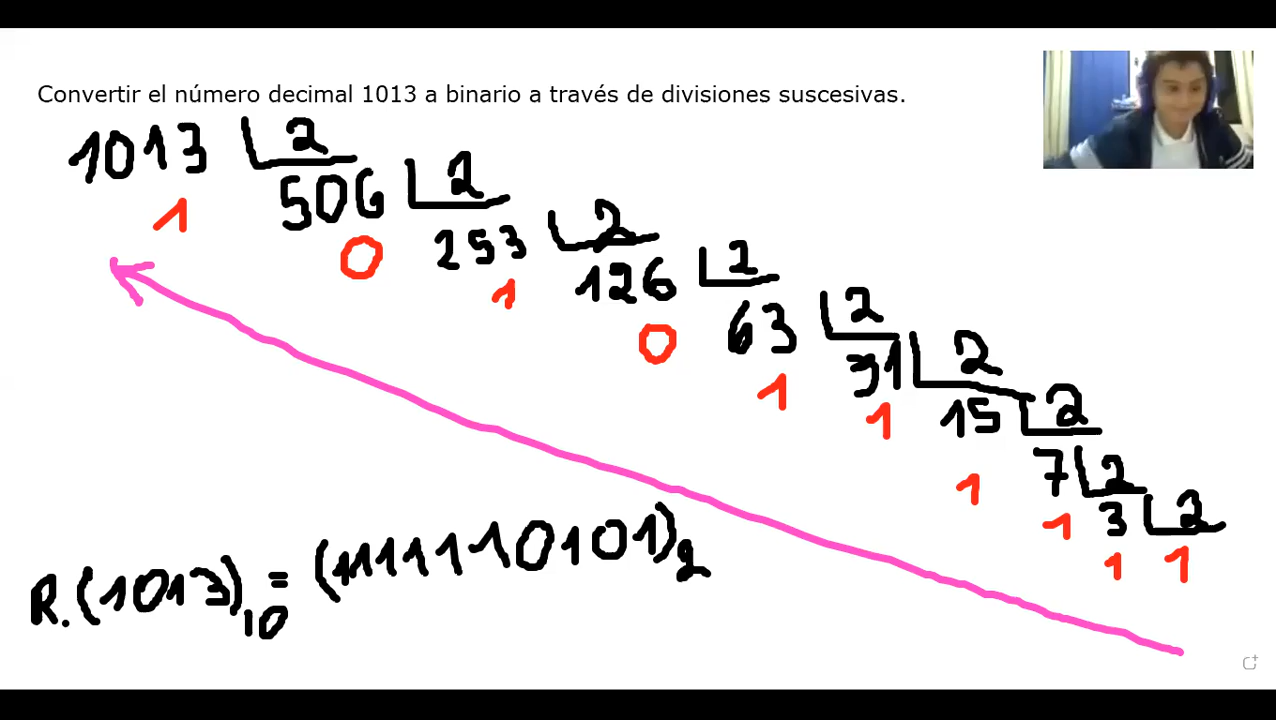 Convertir el número decimal 1013 a binario a través de divisiones suscesivas.
1013 2
1 506 2
0 253 2
1 126 2
0 63 2
1 31 2
1 15 2
1 7 2
1 3 2
1 1
R. (1013)10 = (1111110101)2